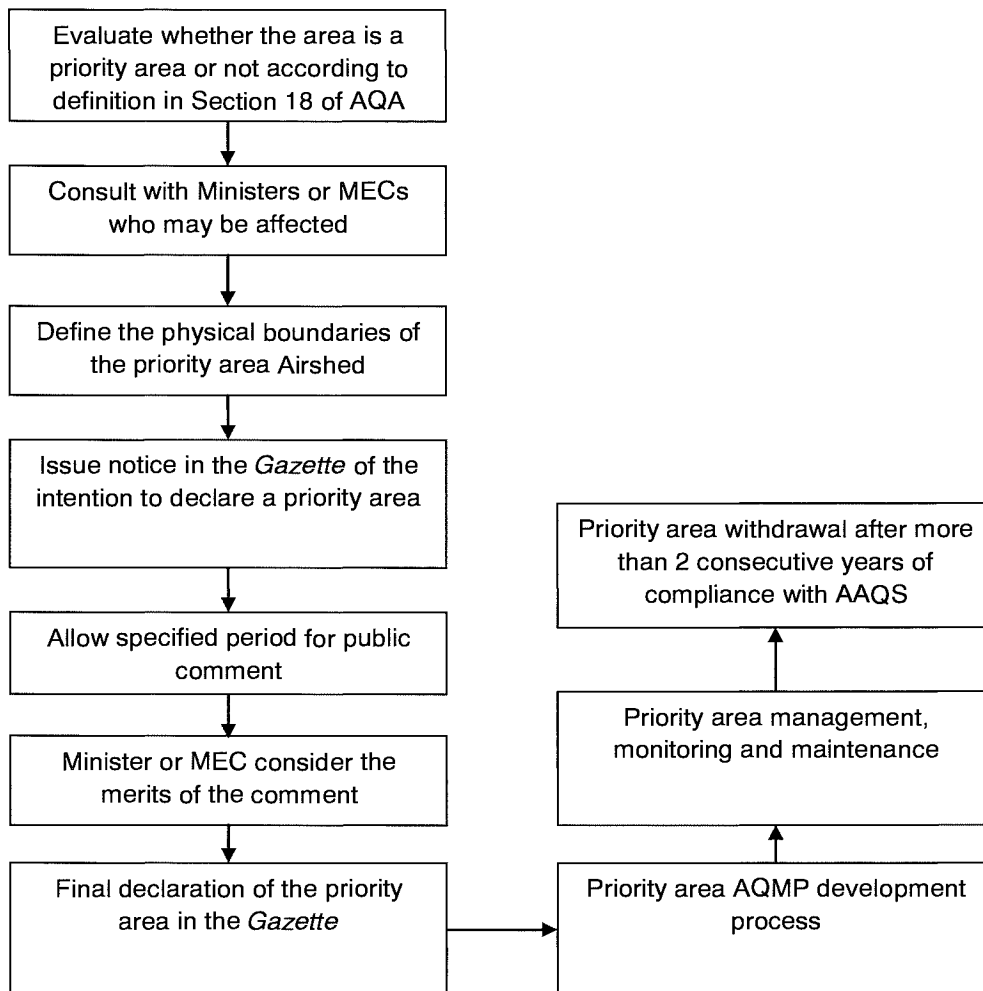 Evaluate whether the area is a
priority area or not according to
definition in Section 18 of AQA
Consult with Ministers or MECs
who may be affected
Define the physical boundaries of
the priority area Airshed
Issue notice in the Gazette of the
intention to declare a priority area
Allow specified period for public
comment
Minister or MEC consider the
merits of the comment
Final declaration of the priority
area in the Gazette
Priority area AQMP development
process
Priority area management,
monitoring and maintenance
Priority area withdrawal after more
than 2 consecutive years of
compliance with AAQS